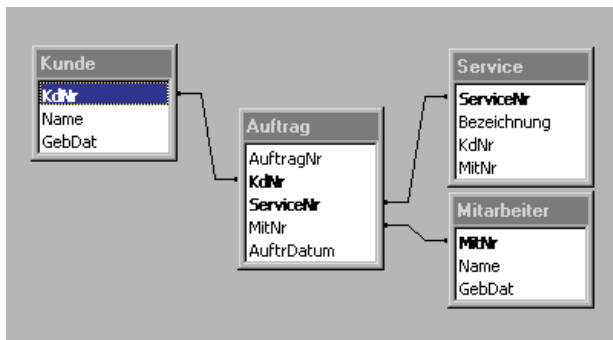 Kunde
KdNr
Name
GebDat
Auftrag
AuftragNr
KdNr
ServiceNr
MitNr
AuftrDatum
Service
ServiceNr
Bezeichnung
KdNr
MitNr
Mitarbeiter
MitNr
Name
GebDat